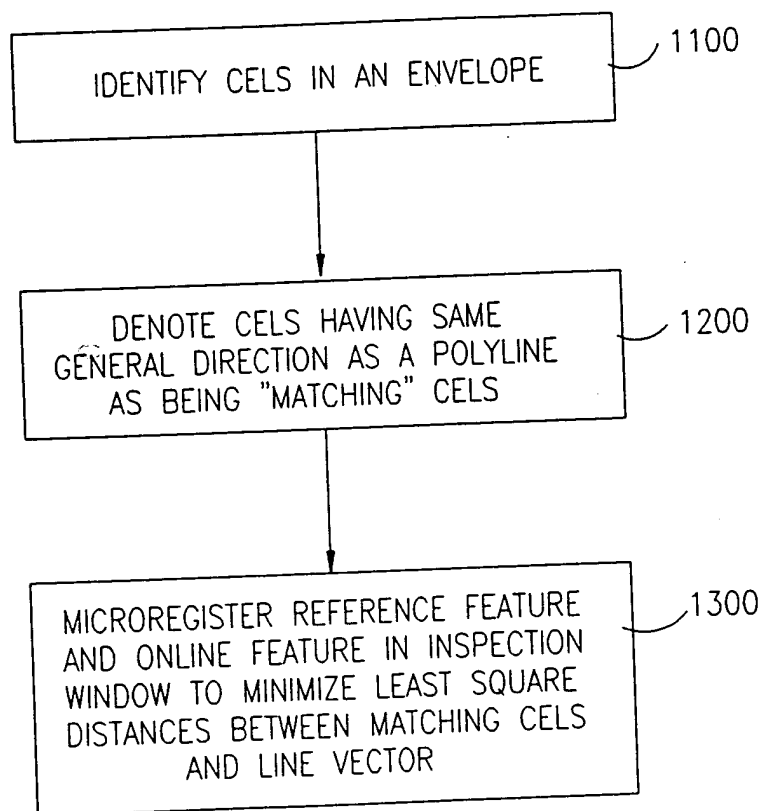 IDENTIFY CELS IN AN ENVELOPE
1100
DENOTE CELS HAVING SAME
GENERAL DIRECTION AS A POLYLINE
AS BEING "MATCHING" CELS
1200
MICROREGISTER REFERENCE FEATURE
AND ONLINE FEATURE IN INSPECTION
WINDOW TO MINIMIZE LEAST SQUARE
DISTANCES BETWEEN MATCHING CELS
AND LINE VECTOR
1300